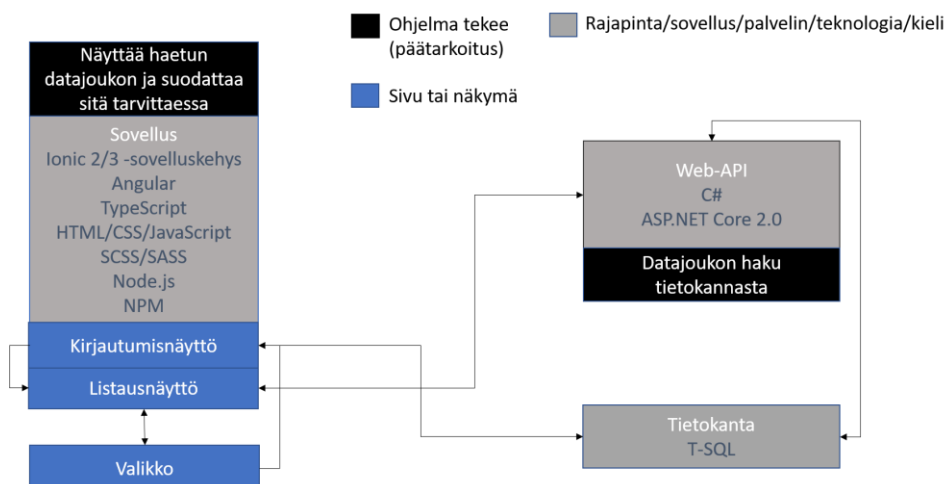 Ohjelma tekee
(päätarkoitus)
Rajapinta/sovellus/palvelin/teknologia/kieli
Sivu tai näkymä
Näyttää haetun
datajoukon ja suodattaa
sitä tarvittaessa
Sovellus
Ionic 2/3 -sovelluskehys
Angular
TypeScript
HTML/CSS/JavaScript
SCSS/SASS
Node.js
NPM
Kirjautumisnäyttö
Listausnäyttö
Valikko
Web-API
C#
ASP.NET Core 2.0
Datajoukon haku
tietokannasta
Tietokanta
T-SQL